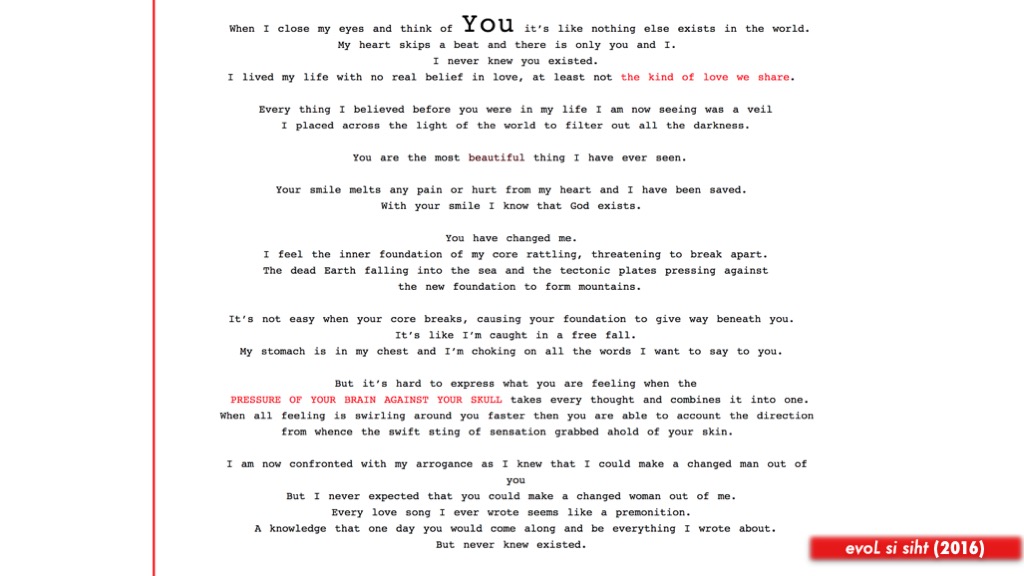 When I close my eyes and think of You it's like nothing else exists in the world.
My heart skips a beat and there is only you and I.
I never knew you existed.
I lived my life with no real belief in love, at least not the kind of love we share.
Every thing I believed before you were in my life I am now seeing was a veil
I placed across the light of the world to filter out all the darkness.
You are the most beautiful thing I have ever seen.
Your smile melts any pain or hurt from my heart and I have been saved.
With your smile I know that God exists.
You have changed me.
I feel the inner foundation of my core rattling, threatening to break apart.
The dead Earth falling into the sea and the tectonic plates pressing against
the new foundation to form mountains.
It's not easy when your core breaks, causing your foundation to give way beneath you.
It's like I'm caught in a free fall.
My stomach is in my chest and I'm choking on all the words I want to say to you.
But it's hard to express what you are feeling when the
PRESSURE OF YOUR BRAIN AGAINST YOUR SKULL takes every thought and combines it into one.
When all feeling is swirling around you faster then you are able to account the direction
from whence the swift sting of sensation grabbed ahold of your skin.
I am now confronted with my arrogance as I knew that I could make a changed man out of
you
But I never expected that you could make a changed woman out of me.
Every love song I ever wrote seems like a premonition.
A knowledge that one day you would come along and be everything I wrote about.
But never knew existed.
evoL si siht (2016)